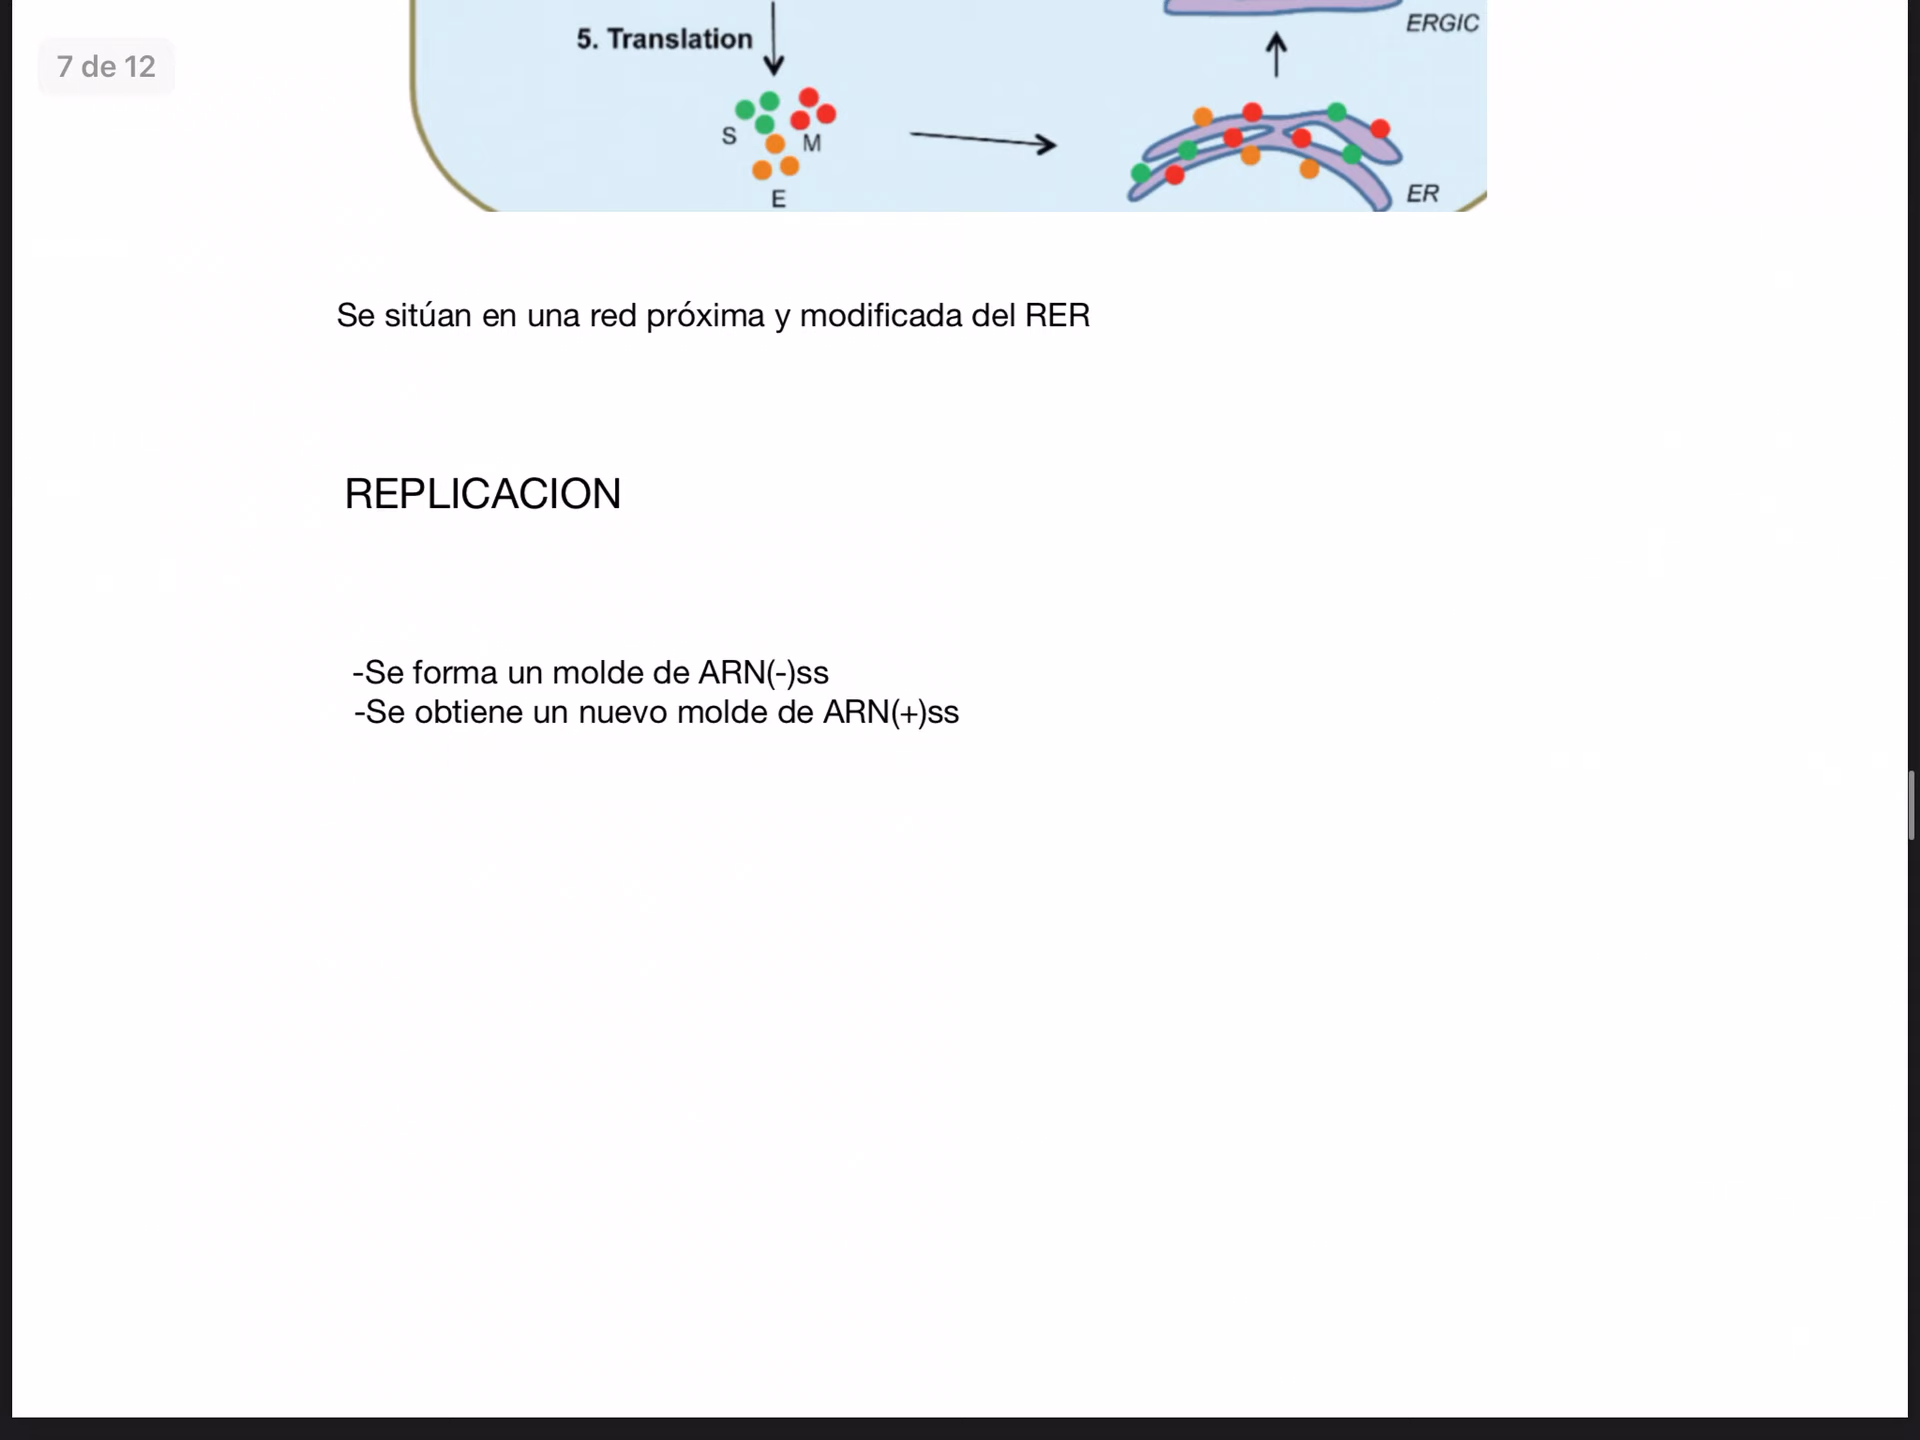 ERGIC
5. Translation
7 de 12
S
M
E
ER
Se sitúan en una red próxima y modificada del RER
REPLICACION
-Se forma un molde de ARN(-)ss
-Se obtiene un nuevo molde de ARN(+)ss